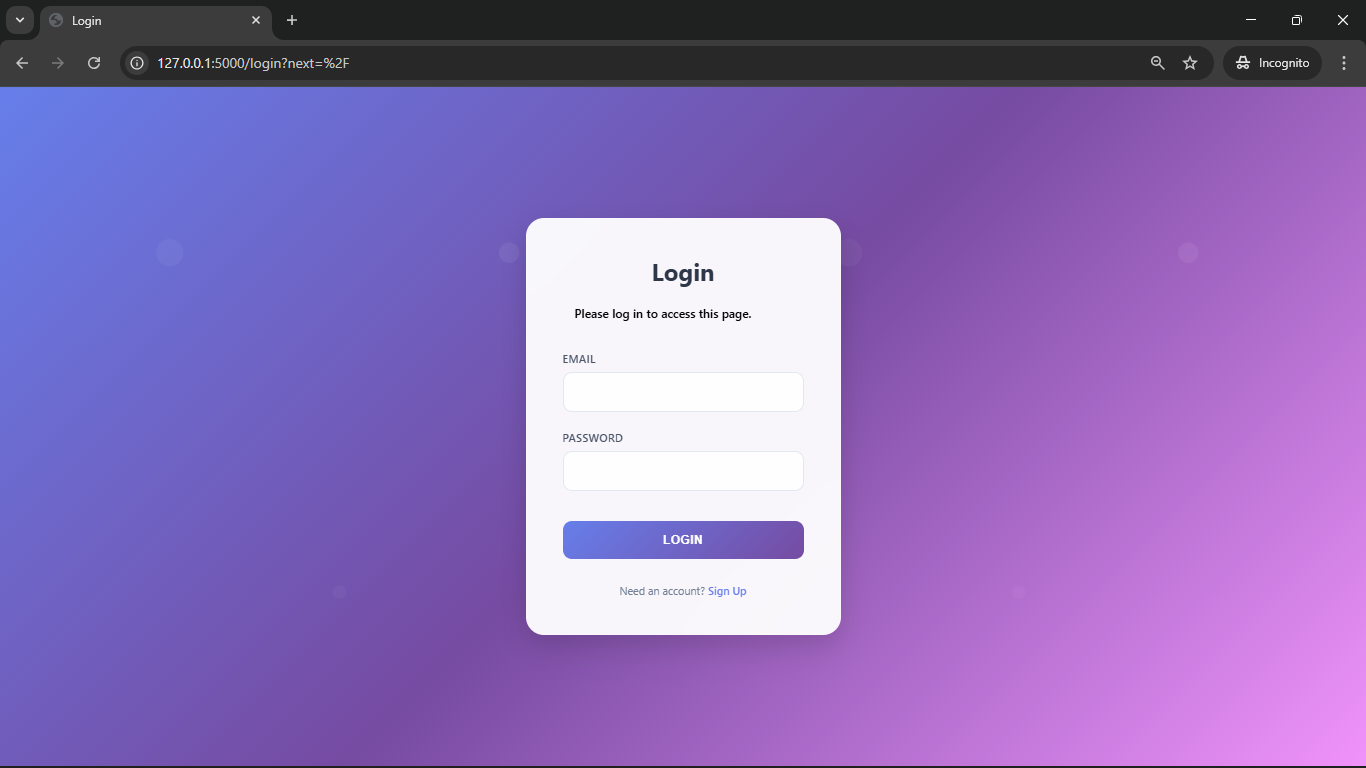 Login
127.0.0.1:5000/login?next=%2F
Incognito
Login
Please log in to access this page.
EMAIL
PASSWORD
LOGIN
Need an account? Sign Up